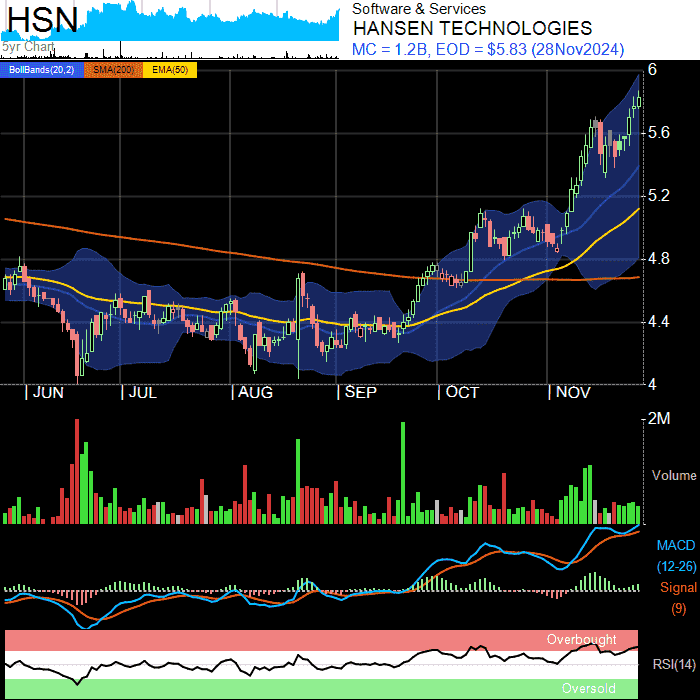 HSN
5yr Chart
Software & Services
HANSEN TECHNOLOGIES
MC = 1.2B, EOD = $5.83 (28Nov2024)
BollBands(20,2) SMA(200) EMA(50)
6
5.6
5.2
4.8
4.4
4
JUN JUL AUG SEP OCT NOV
2M
Volume
MACD
(12-26)
Signal
(9)
Overbought
RSI(14)
Oversold